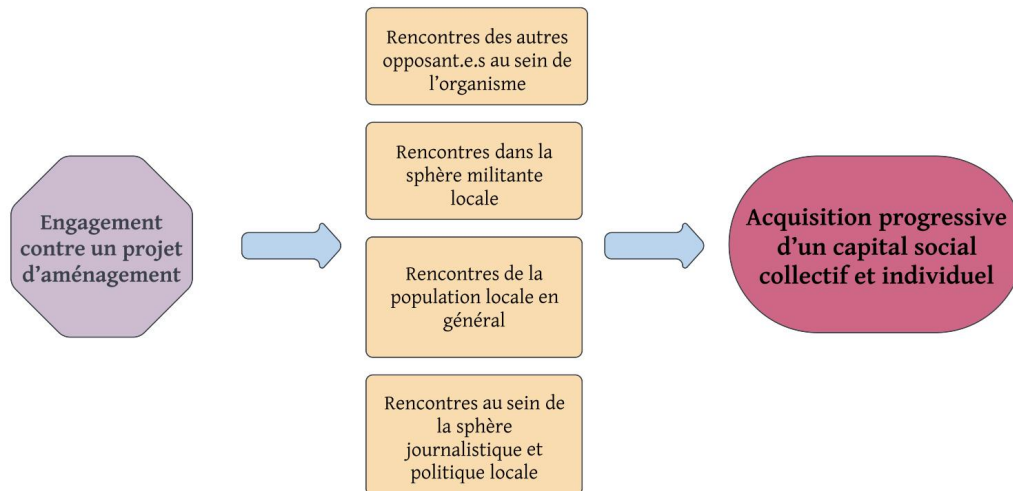 Engagement
contre un projet
d'aménagement
Rencontres des autres
opposant.e.s au sein de
l'organisme
Rencontres dans la
sphère militante
locale
Rencontres de la
population locale en
général
Rencontres au sein de
la sphère
journalistique et
politique locale
Acquisition progressive
d'un capital social
collectif et individuel